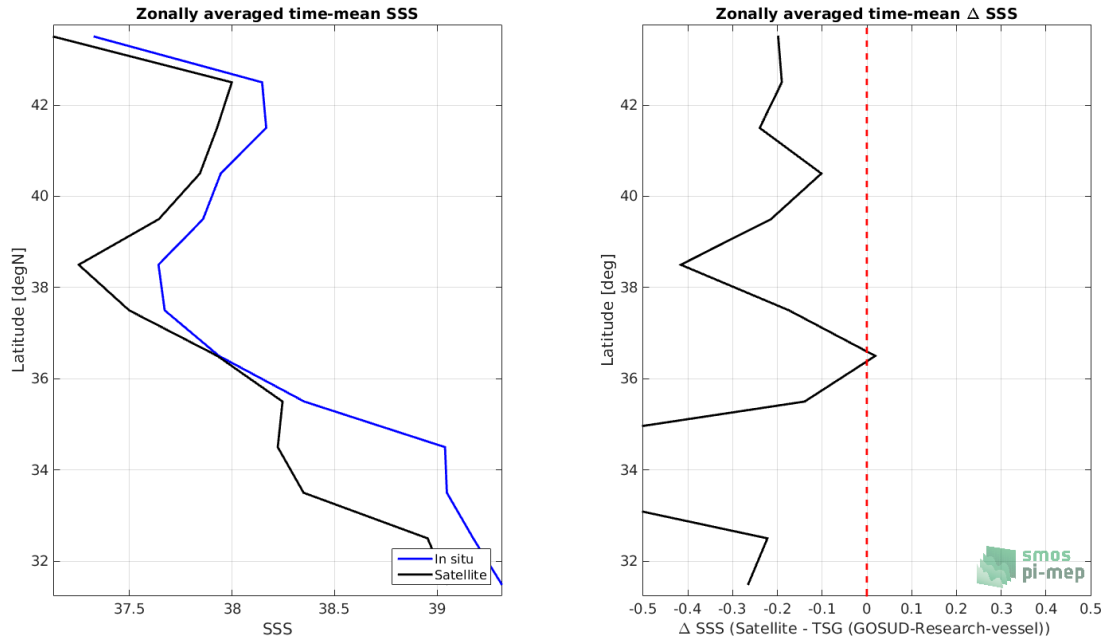 Zonally averaged time-mean SSS
42
40
38
36
34
32
Latitude [degN]
37.5
38
38.5
39
SSS
In situ
Satellite
Zonally averaged time-mean Δ SSS
42
40
38
36
34
32
Latitude [deg]
-0.5
-0.4
-0.3
-0.2
-0.1
0
0.1
0.2
0.3
0.4
0.5
Δ SSS (Satellite - TSG (GOSUD-Research-vessel))
smos
pi-mep